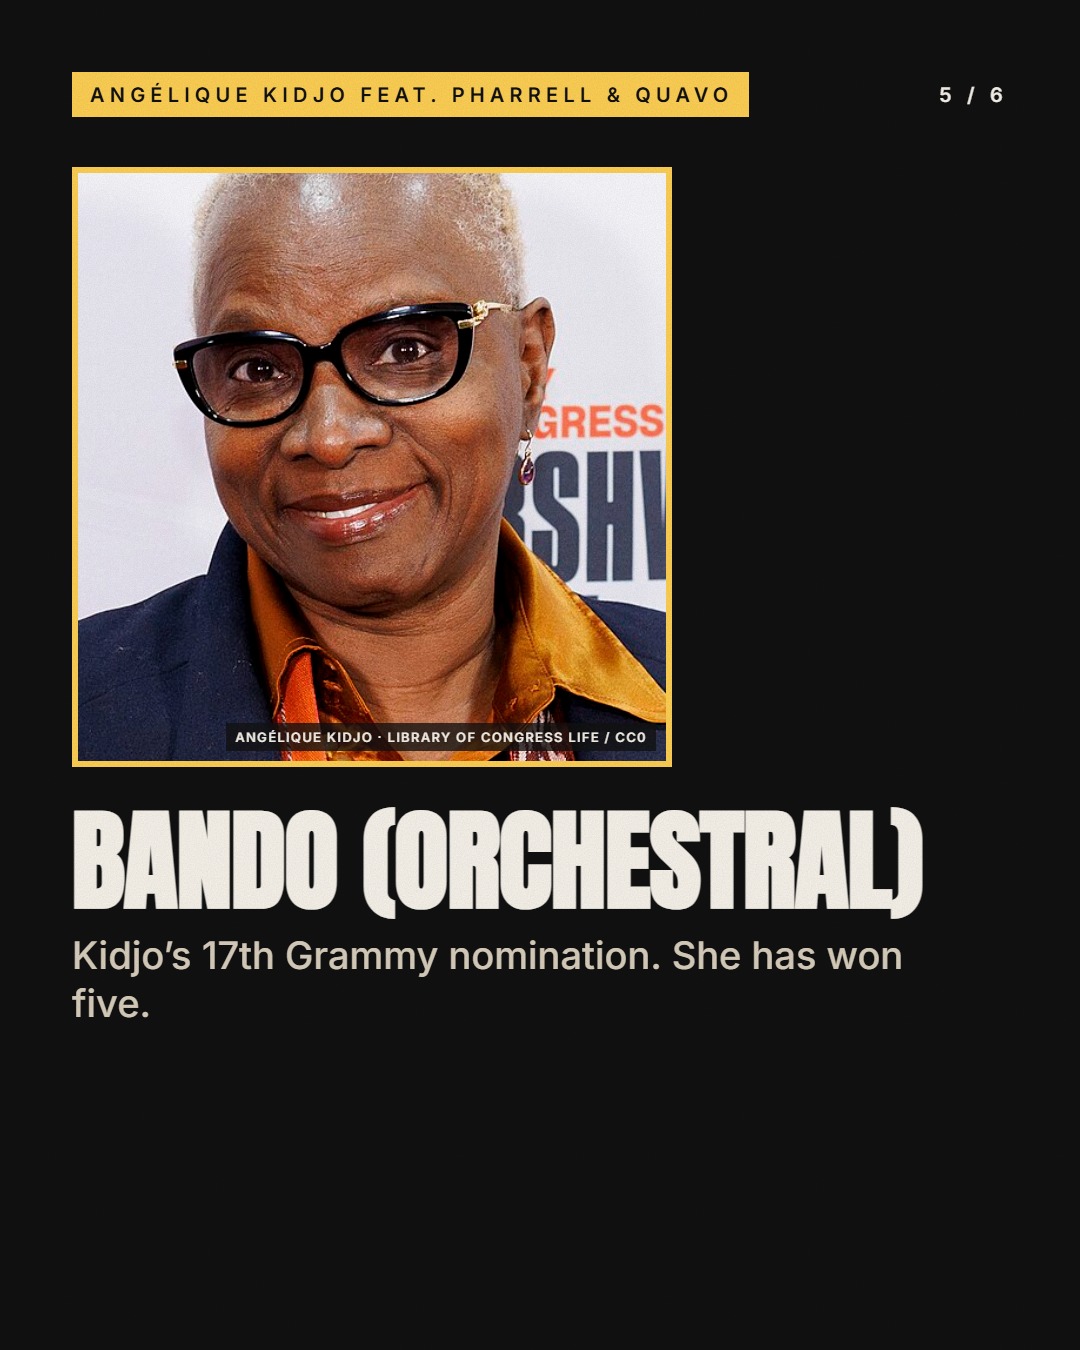 ANGÉLIQUE KIDJO FEAT. PHARRELL & QUAVO
5 / 6
GRESS
SHW
ANGÉLIQUE KIDJO · LIBRARY OF CONGRESS LIFE / CC0
BANDO (ORCHESTRAL)
Kidjo’s 17th Grammy nomination. She has won
five.